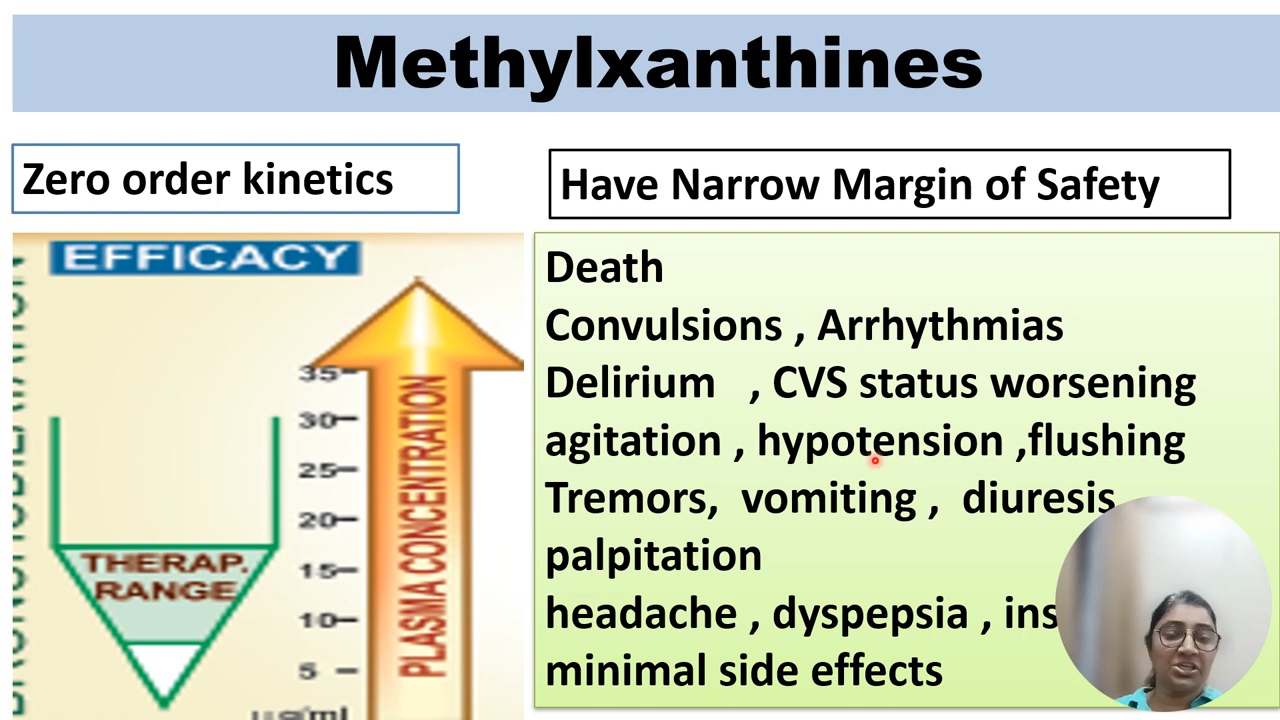 Methylxanthines
Zero order kinetics
Have Narrow Margin of Safety
EFFICACY
35
30
25
20
15
10
5
µg/ml
THERAP.
RANGE
PLASMA CONCENTRATION
Death
Convulsions , Arrhythmias
Delirium , CVS status worsening
agitation , hypotension ,flushing
Tremors, vomiting , diuresis
palpitation
headache , dyspepsia , ins
minimal side effects